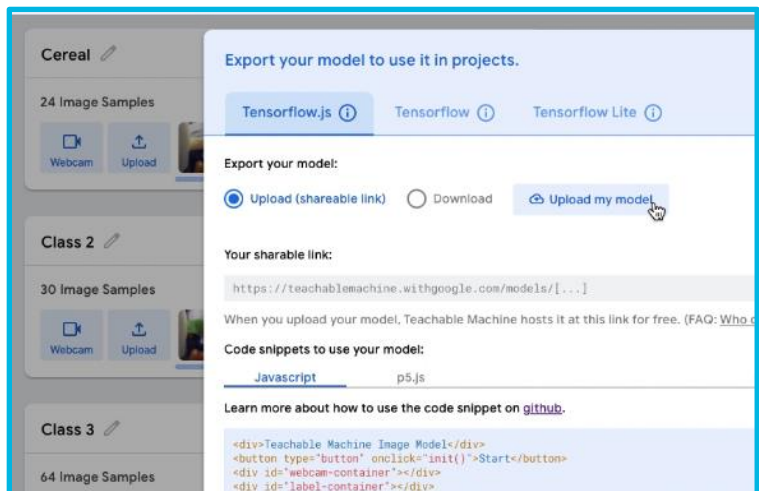 Cereal
24 Image Samples
Webcam Upload
Class 2
30 Image Samples
Webcam Upload
Class 3
64 Image Samples
Export your model to use it in projects.
Tensorflow.js Tensorflow Tensorflow Lite
Export your model:
Upload (shareable link) Download Upload my model
Your sharable link:
https://teachablemachine.withgoogle.com/models/[...]
When you upload your model, Teachable Machine hosts it at this link for free. (FAQ: Who
Code snippets to use your model:
Javascript p5.js
Learn more about how to use the code snippet on github.
<div>Teachable Machine Image Model</div>
<button type="button" onclick="init()">Start</button>
<div id="webcam-container"></div>
<div id="label-container"></div>